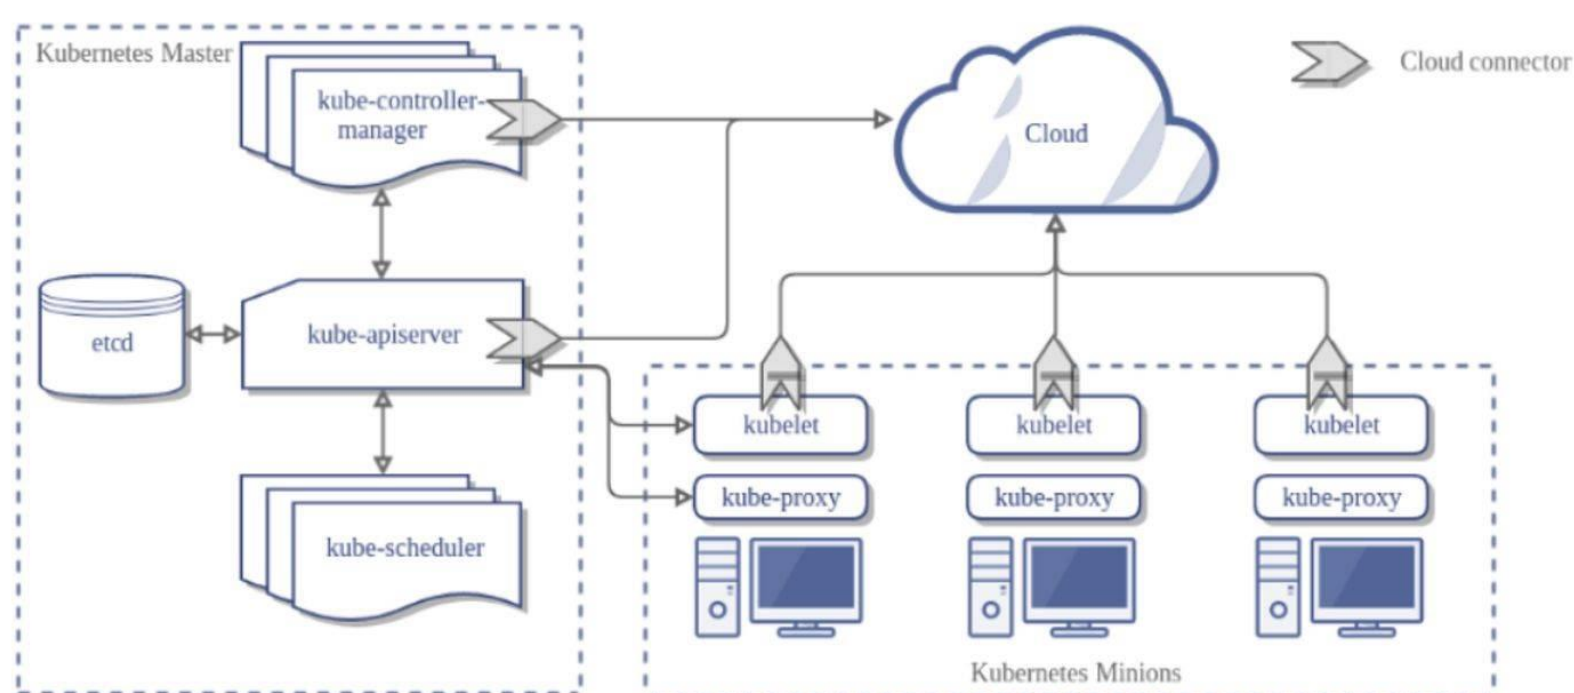 Kubernetes Master
kube-controller-
manager
Cloud
Cloud connector
etcd
kube-apiserver
kubelet
kubelet
kubelet
kube-proxy
kube-proxy
kube-proxy
kube-scheduler
Kubernetes Minions